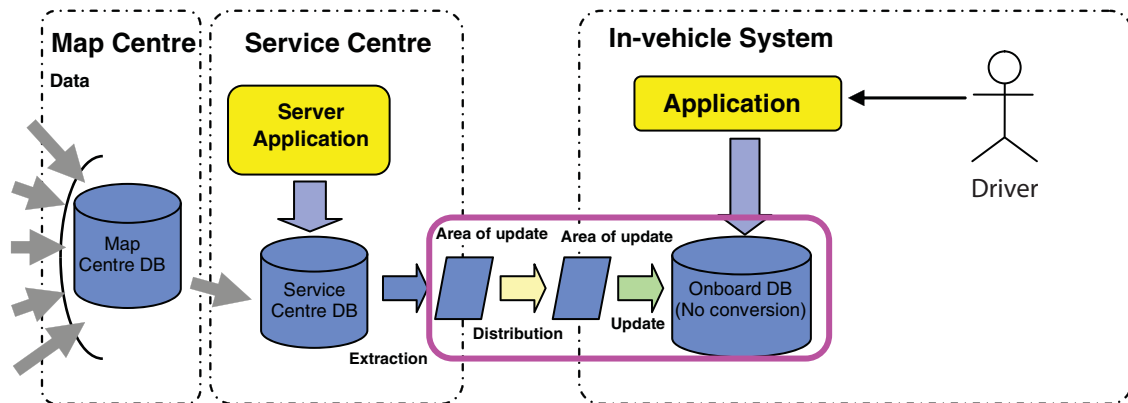 Map Centre
Data
Map
Centre DB
Service Centre
Server
Application
Service
Centre DB
Extraction
Area of update
Distribution
In-vehicle System
Application
Area of update
Update
Onboard DB
(No conversion)
Driver